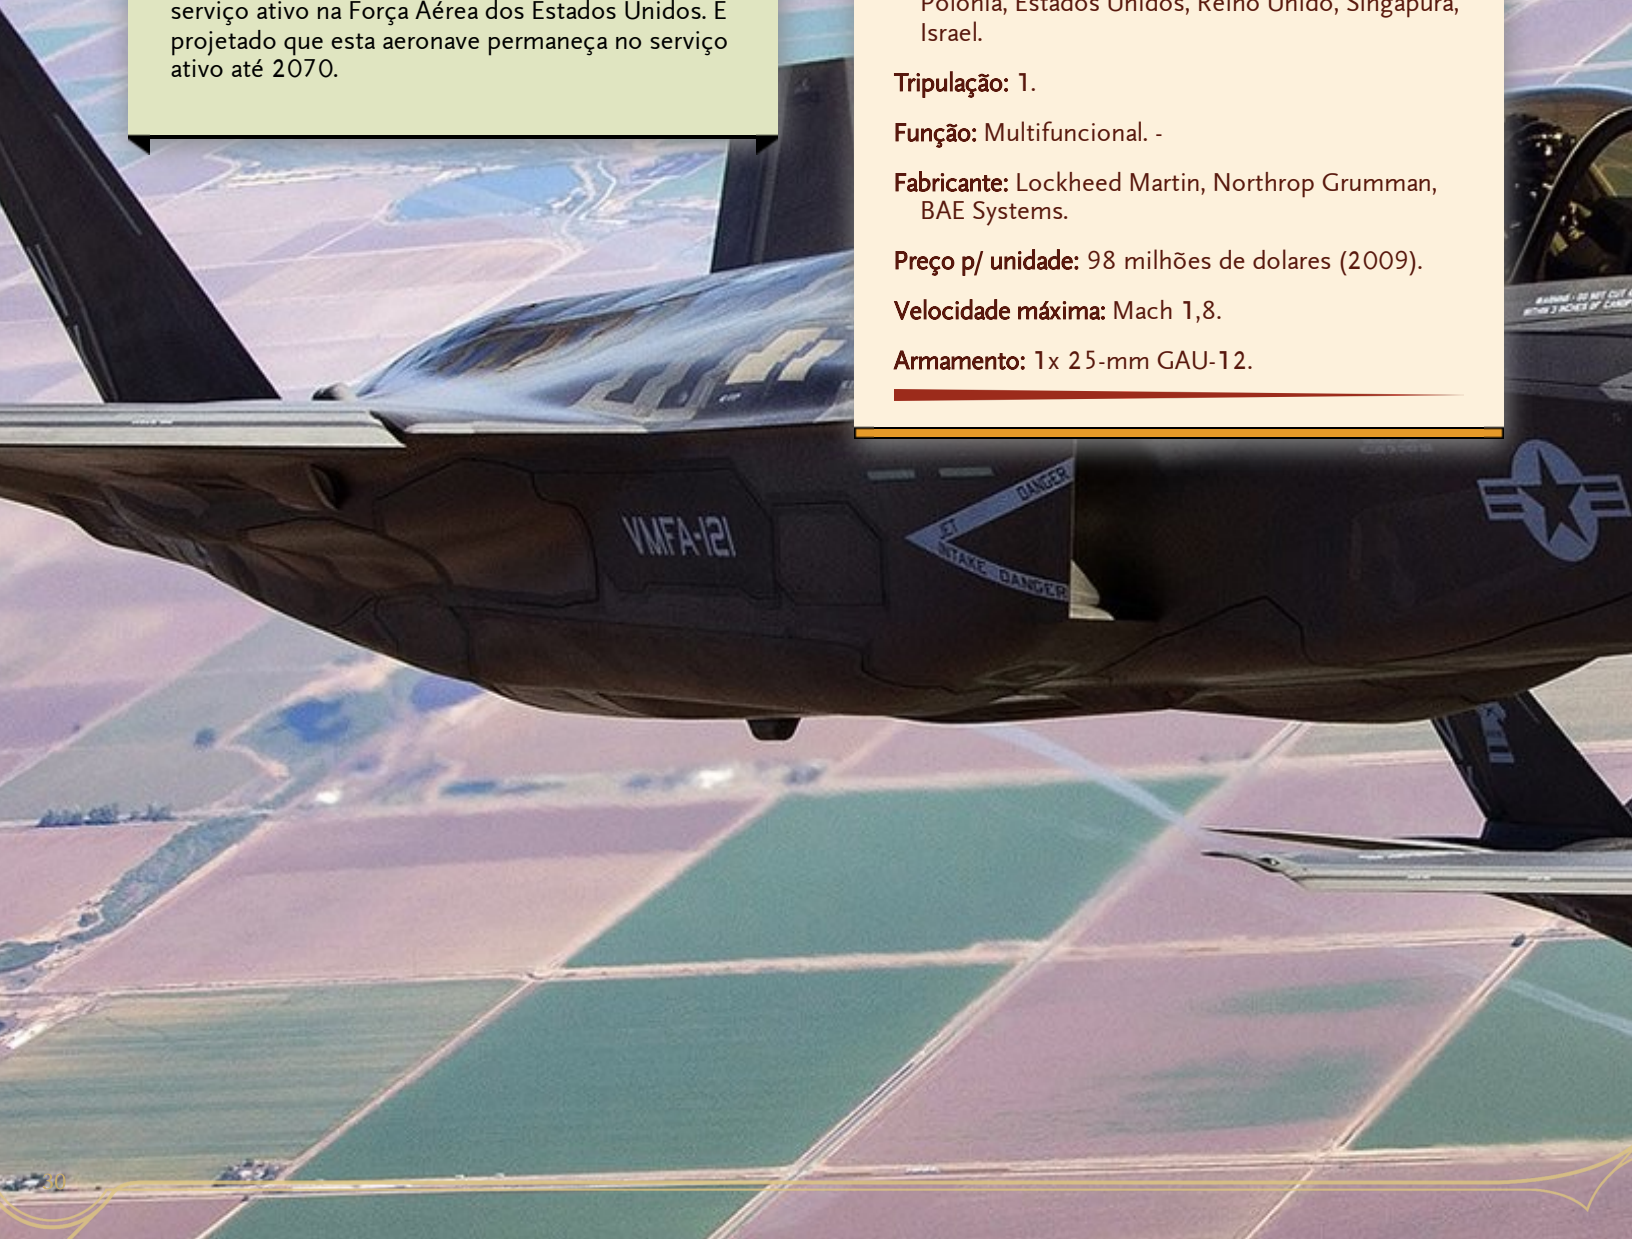 serviço ativo na Força Aérea dos Estados Unidos. É
projetado que esta aeronave permaneça no serviço
ativo até 2070.
Polônia, Estados Unidos, Reino Unido, Singapura,
Israel.
Tripulação: 1.
Função: Multifuncional. -
Fabricante: Lockheed Martin, Northrop Grumman,
BAE Systems.
Preço p/ unidade: 98 milhões de dolares (2009).
Velocidade máxima: Mach 1,8.
Armamento: 1x 25-mm GAU-12.
DANGER
VMFA-121
JET
INTAKE DANGER